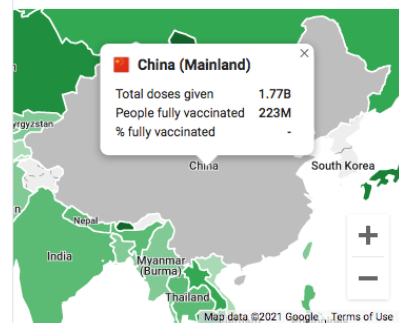 China (Mainland)
Total doses given 1.77B
People fully vaccinated 223M
% fully vaccinated -
yrgyzstan
China
South Korea
n
Nepal
India
Myanmar
(Burma)
Thailand
Map data ©2021 Google Terms of Use